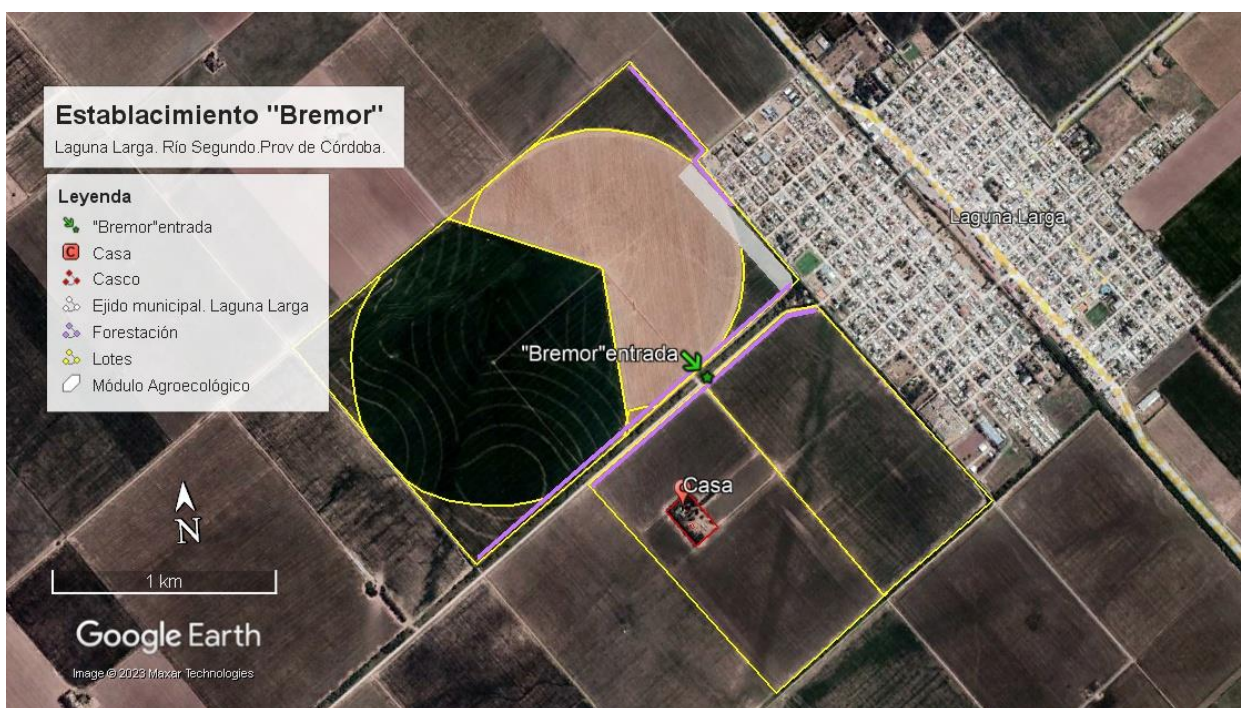 Establacimiento "Bremor"
Laguna Larga. Río Segundo.Prov de Córdoba.
Leyenda
"Bremor"entrada
C Casa
Casco
Ejido municipal. Laguna Larga
Forestación
Lotes
Módulo Agroecológico
Laguna Larga
"Bremor"entrada
Casa
N
1 km
Google Earth
Image © 2023 Maxar Technologies